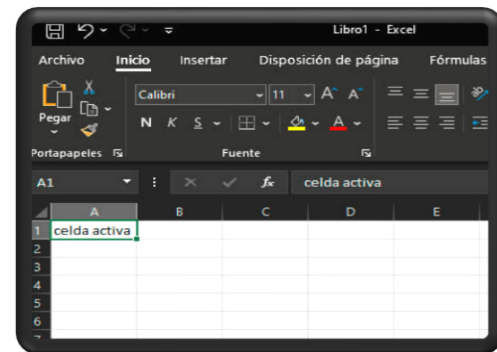 Libro1 - Excel
Archivo Inicio Insertar Disposición de página Fórmulas
Pegar
Calibri 11 A A
N K S A
Portapapeles Fuente
A1 fx celda activa
A B C D E
1 celda activa
2
3
4
5
6